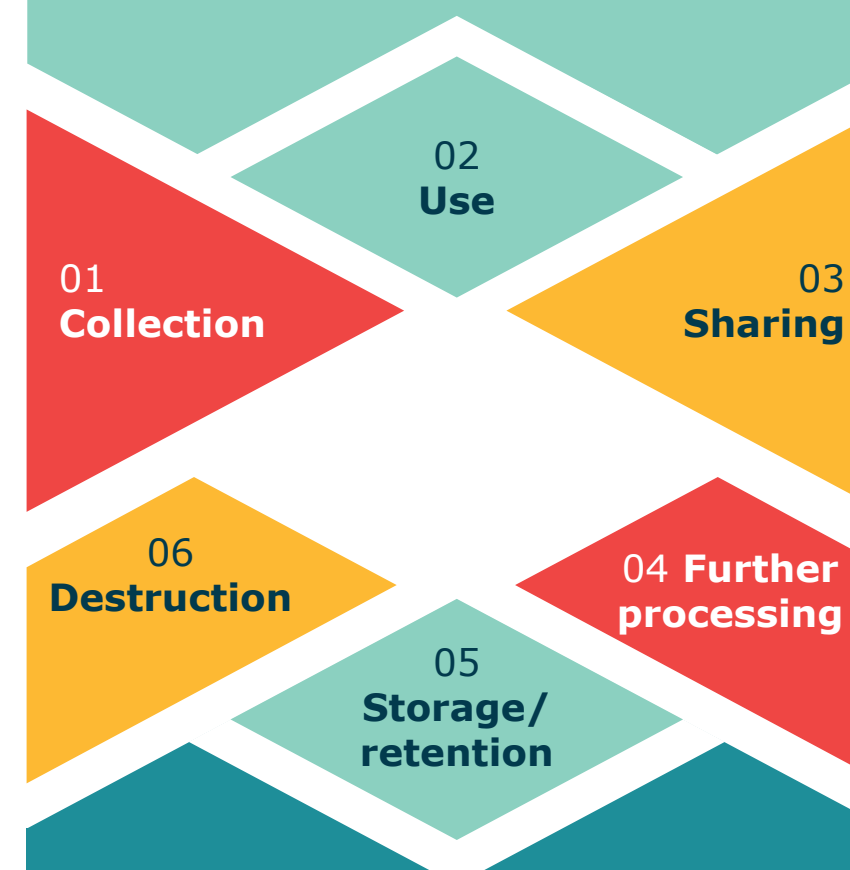 01
Collection
02
Use
03
Sharing
04 Further
processing
05
Storage/
retention
06
Destruction